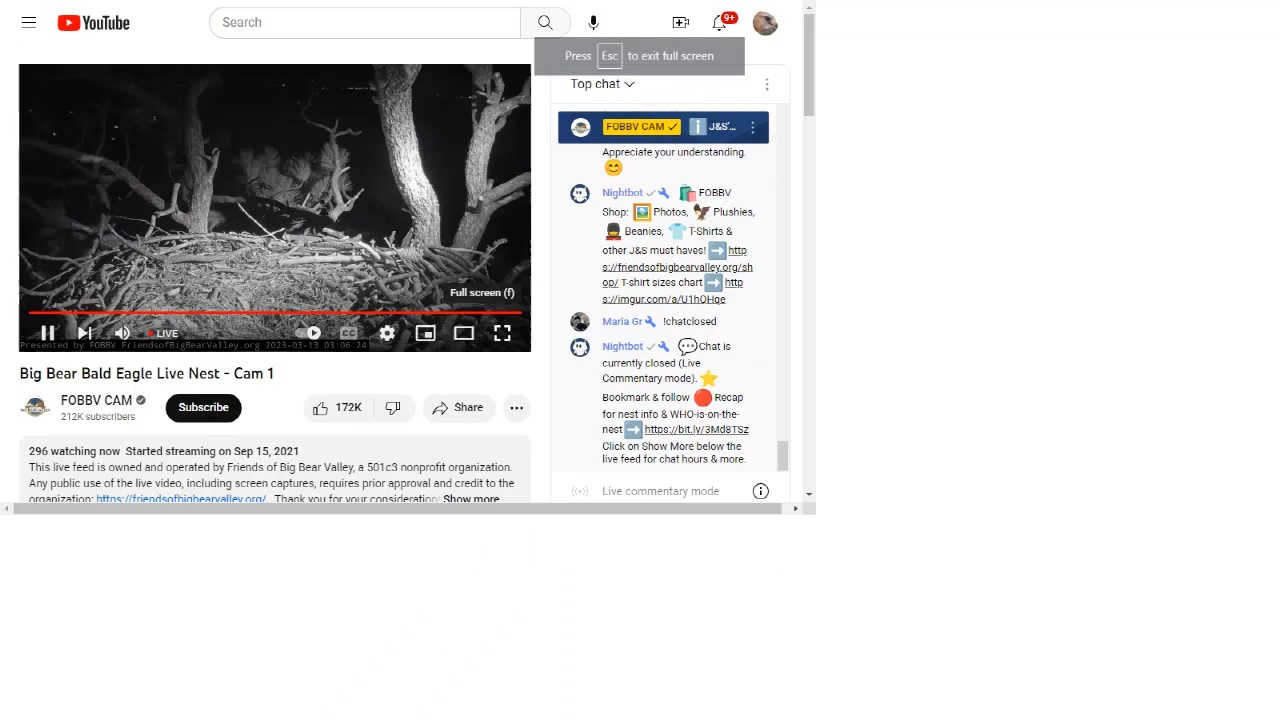 YouTube
Search
9+
Press Esc to exit full screen
Top chat
FOBBV CAM J&S'...
Appreciate your understanding.
Nightbot FOBBV
Shop: Photos, Plushies,
Beanies, T-Shirts &
other J&S must haves! http
s://friendsofbigbearvalley.org/sh
op/ T-shirt sizes chart http
s://imgur.com/a/U1hQHqe
Maria Gr !chatclosed
Nightbot Chat is
currently closed (Live
Commentary mode).
Bookmark & follow Recap
for nest info & WHO-is-on-the-
nest https://bit.ly/3Md8TSz
Click on Show More below the
live feed for chat hours & more.
Live commentary mode
Full screen (f)
LIVE
CC
Presented by FOBBV FriendsofBigBearValley.org 2023-03-13 03:06:24
Big Bear Bald Eagle Live Nest - Cam 1
FOBBV CAM
212K subscribers
Subscribe
172K
Share
296 watching now Started streaming on Sep 15, 2021
This live feed is owned and operated by Friends of Big Bear Valley, a 501c3 nonprofit organization.
Any public use of the live video, including screen captures, requires prior approval and credit to the
organization: https://friendsofbigbearvalley.org/ . Thank you for your consideration! Show more